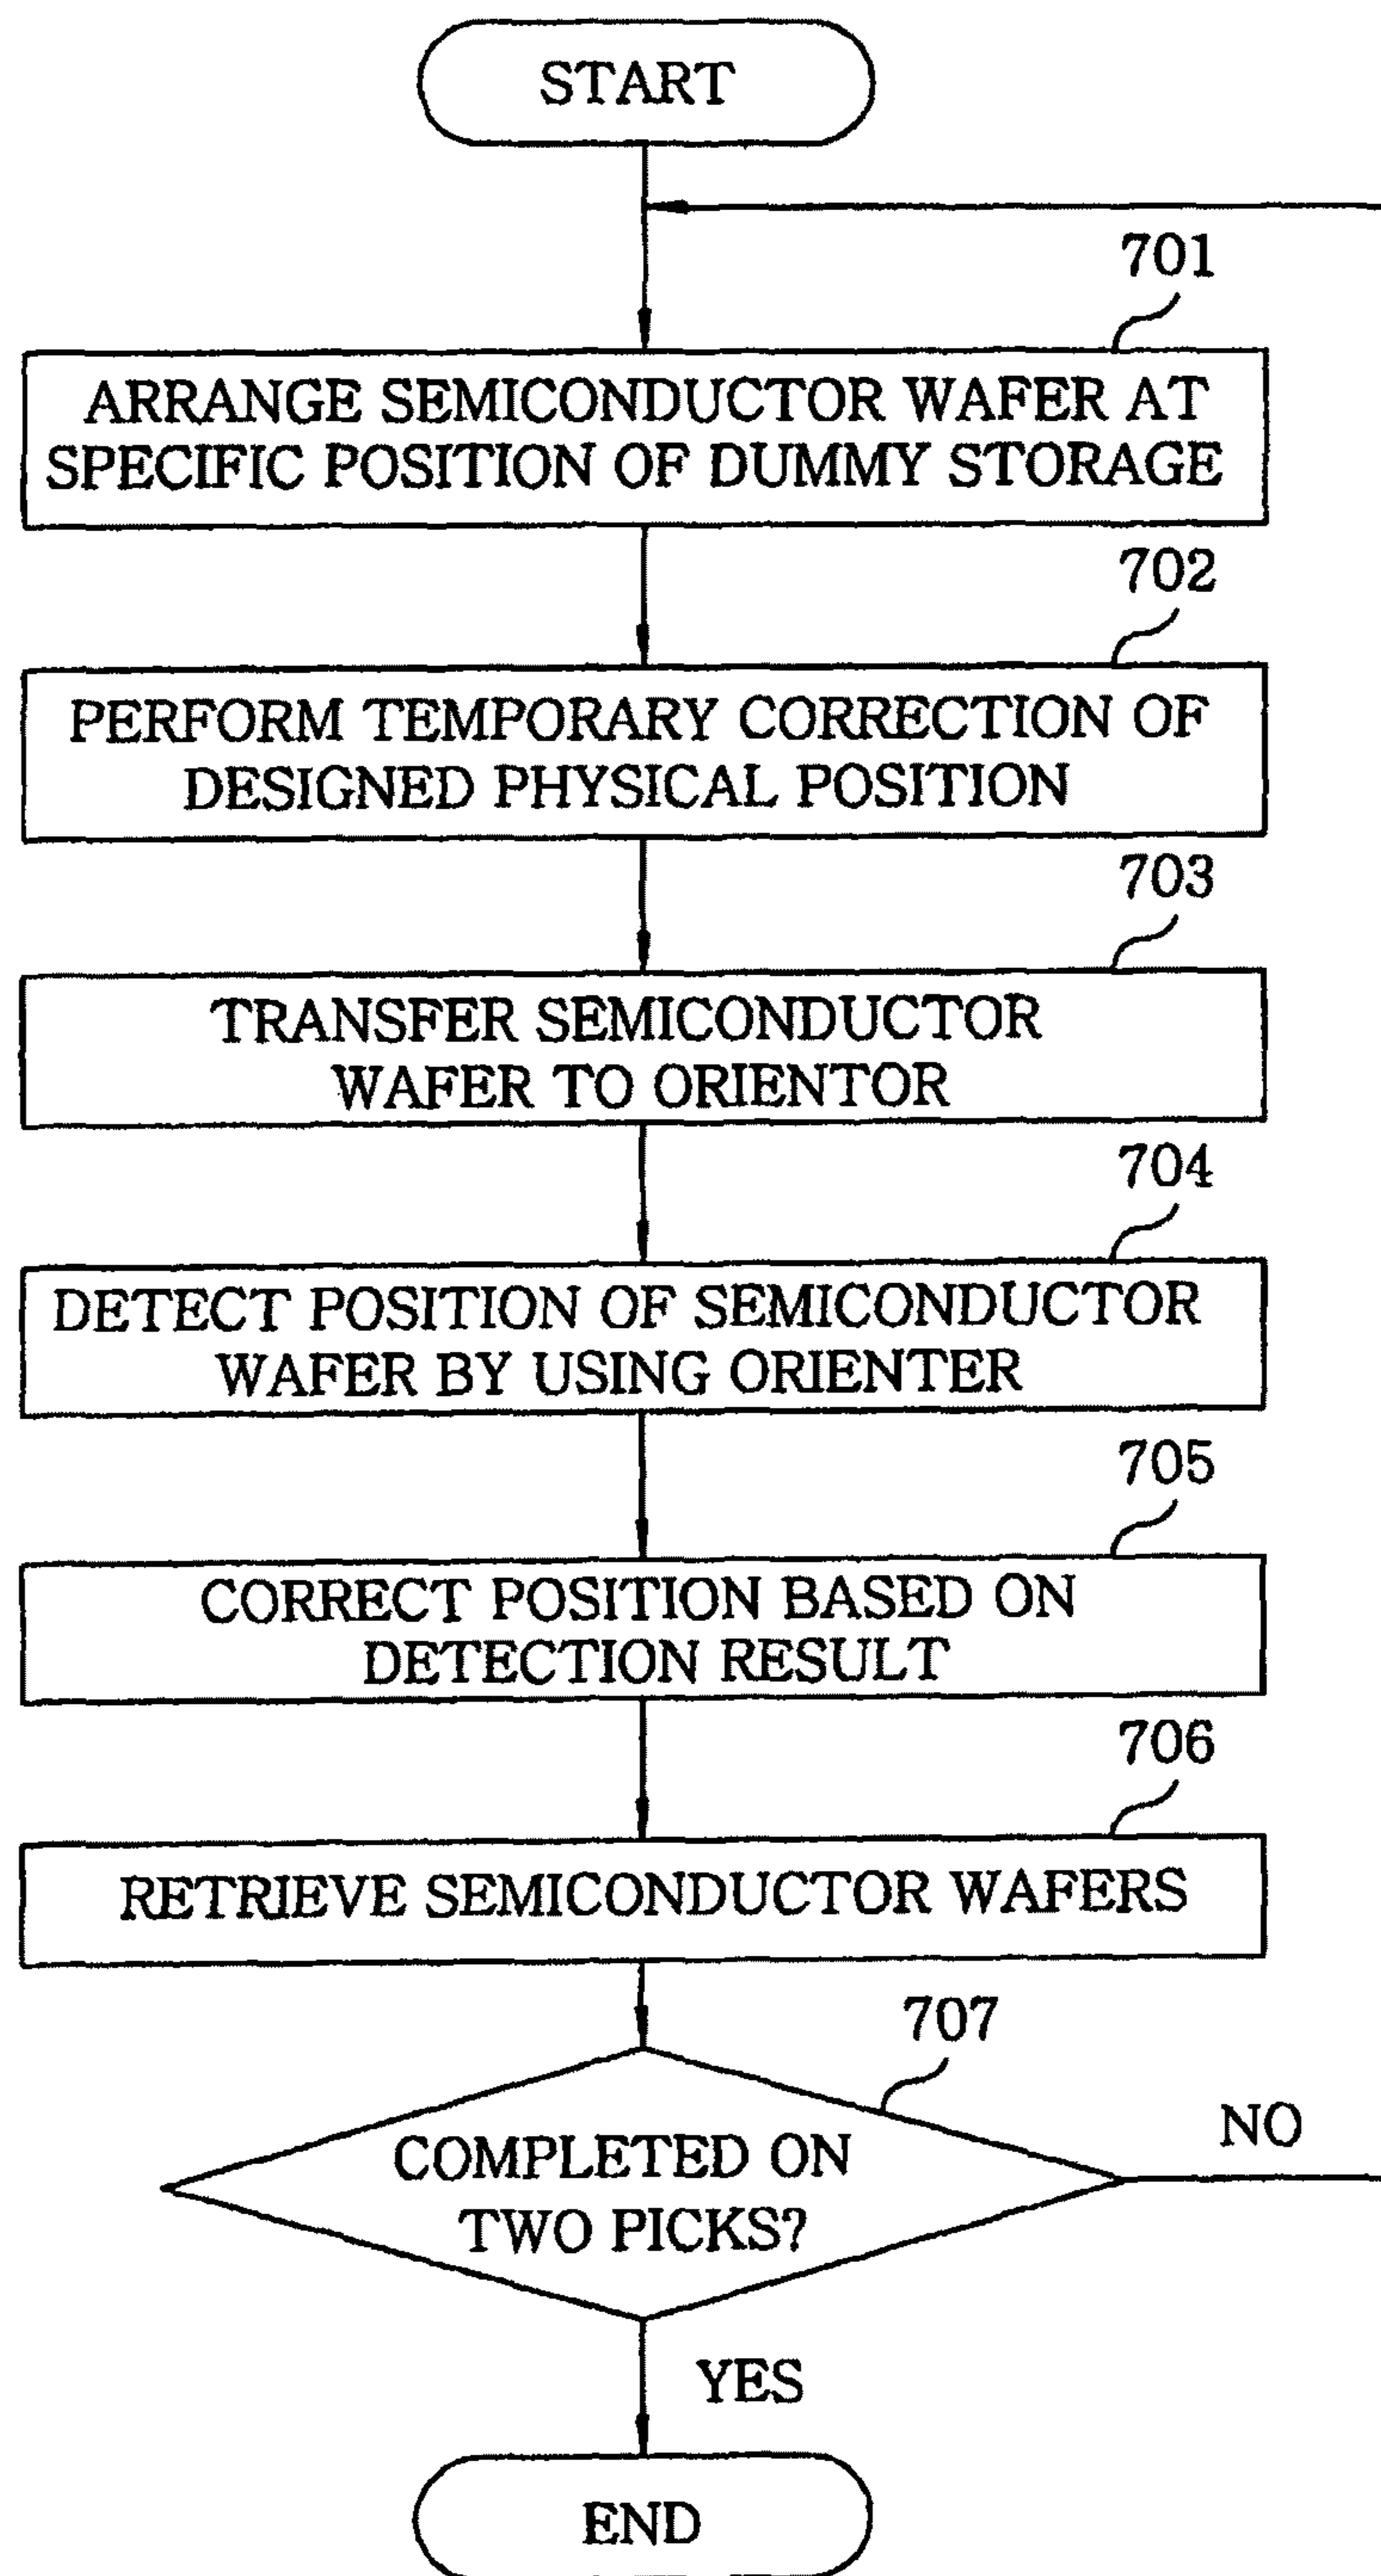 START
701
ARRANGE SEMICONDUCTOR WAFER AT
SPECIFIC POSITION OF DUMMY STORAGE
702
PERFORM TEMPORARY CORRECTION OF
DESIGNED PHYSICAL POSITION
703
TRANSFER SEMICONDUCTOR
WAFER TO ORIENTOR
704
DETECT POSITION OF SEMICONDUCTOR
WAFER BY USING ORIENTER
705
CORRECT POSITION BASED ON
DETECTION RESULT
706
RETRIEVE SEMICONDUCTOR WAFERS
707
COMPLETED ON
TWO PICKS?
NO
YES
END